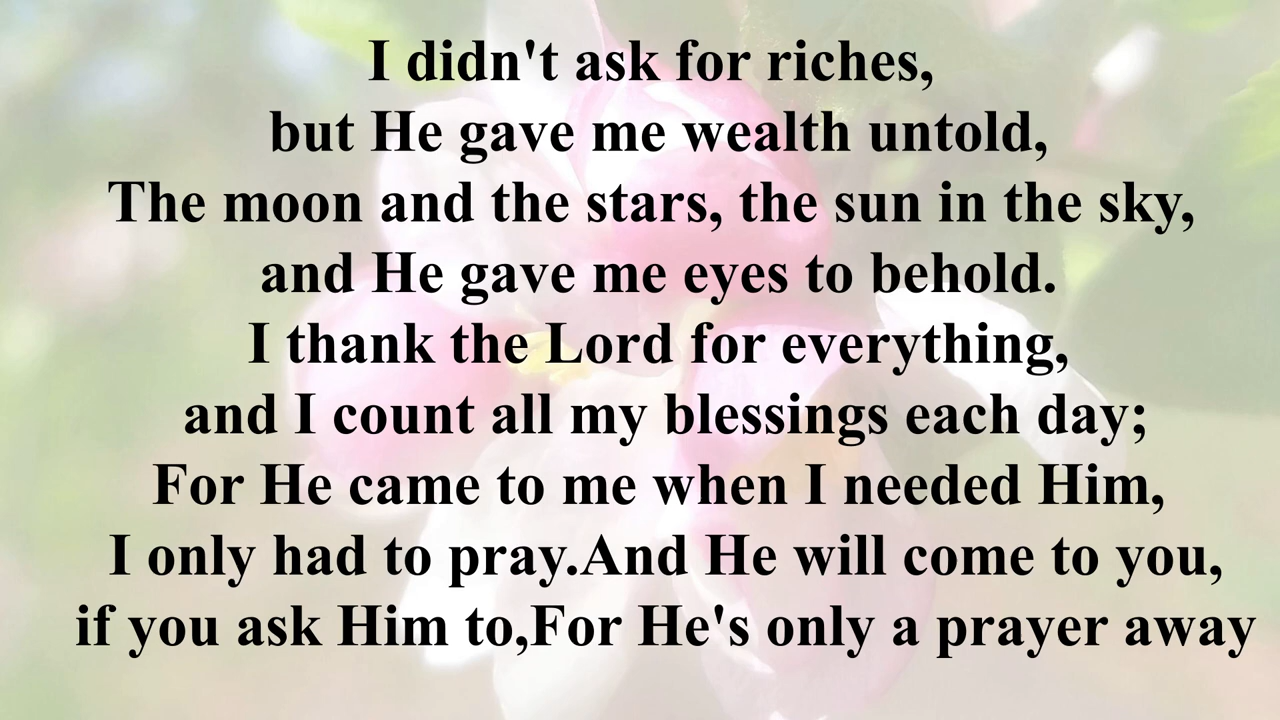 I didn't ask for riches,
but He gave me wealth untold,
The moon and the stars, the sun in the sky,
and He gave me eyes to behold.
I thank the Lord for everything,
and I count all my blessings each day;
For He came to me when I needed Him,
I only had to pray.And He will come to you,
if you ask Him to,For He's only a prayer away